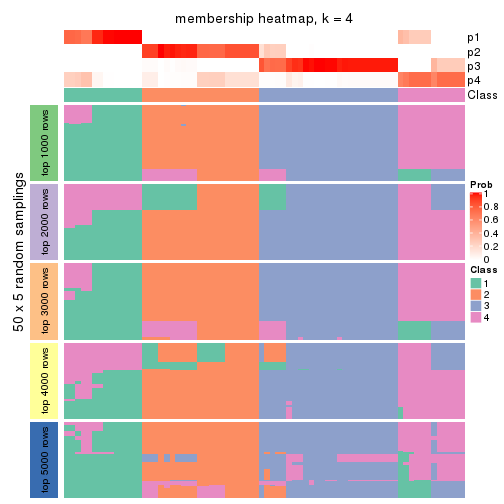 membership heatmap, k = 4
p1
p2
p3
p4
Class
50 x 5 random samplings
top 1000 rows
top 2000 rows
top 3000 rows
top 4000 rows
top 5000 rows
Prob
1
0.8
0.6
0.4
0.2
0
Class
1
2
3
4